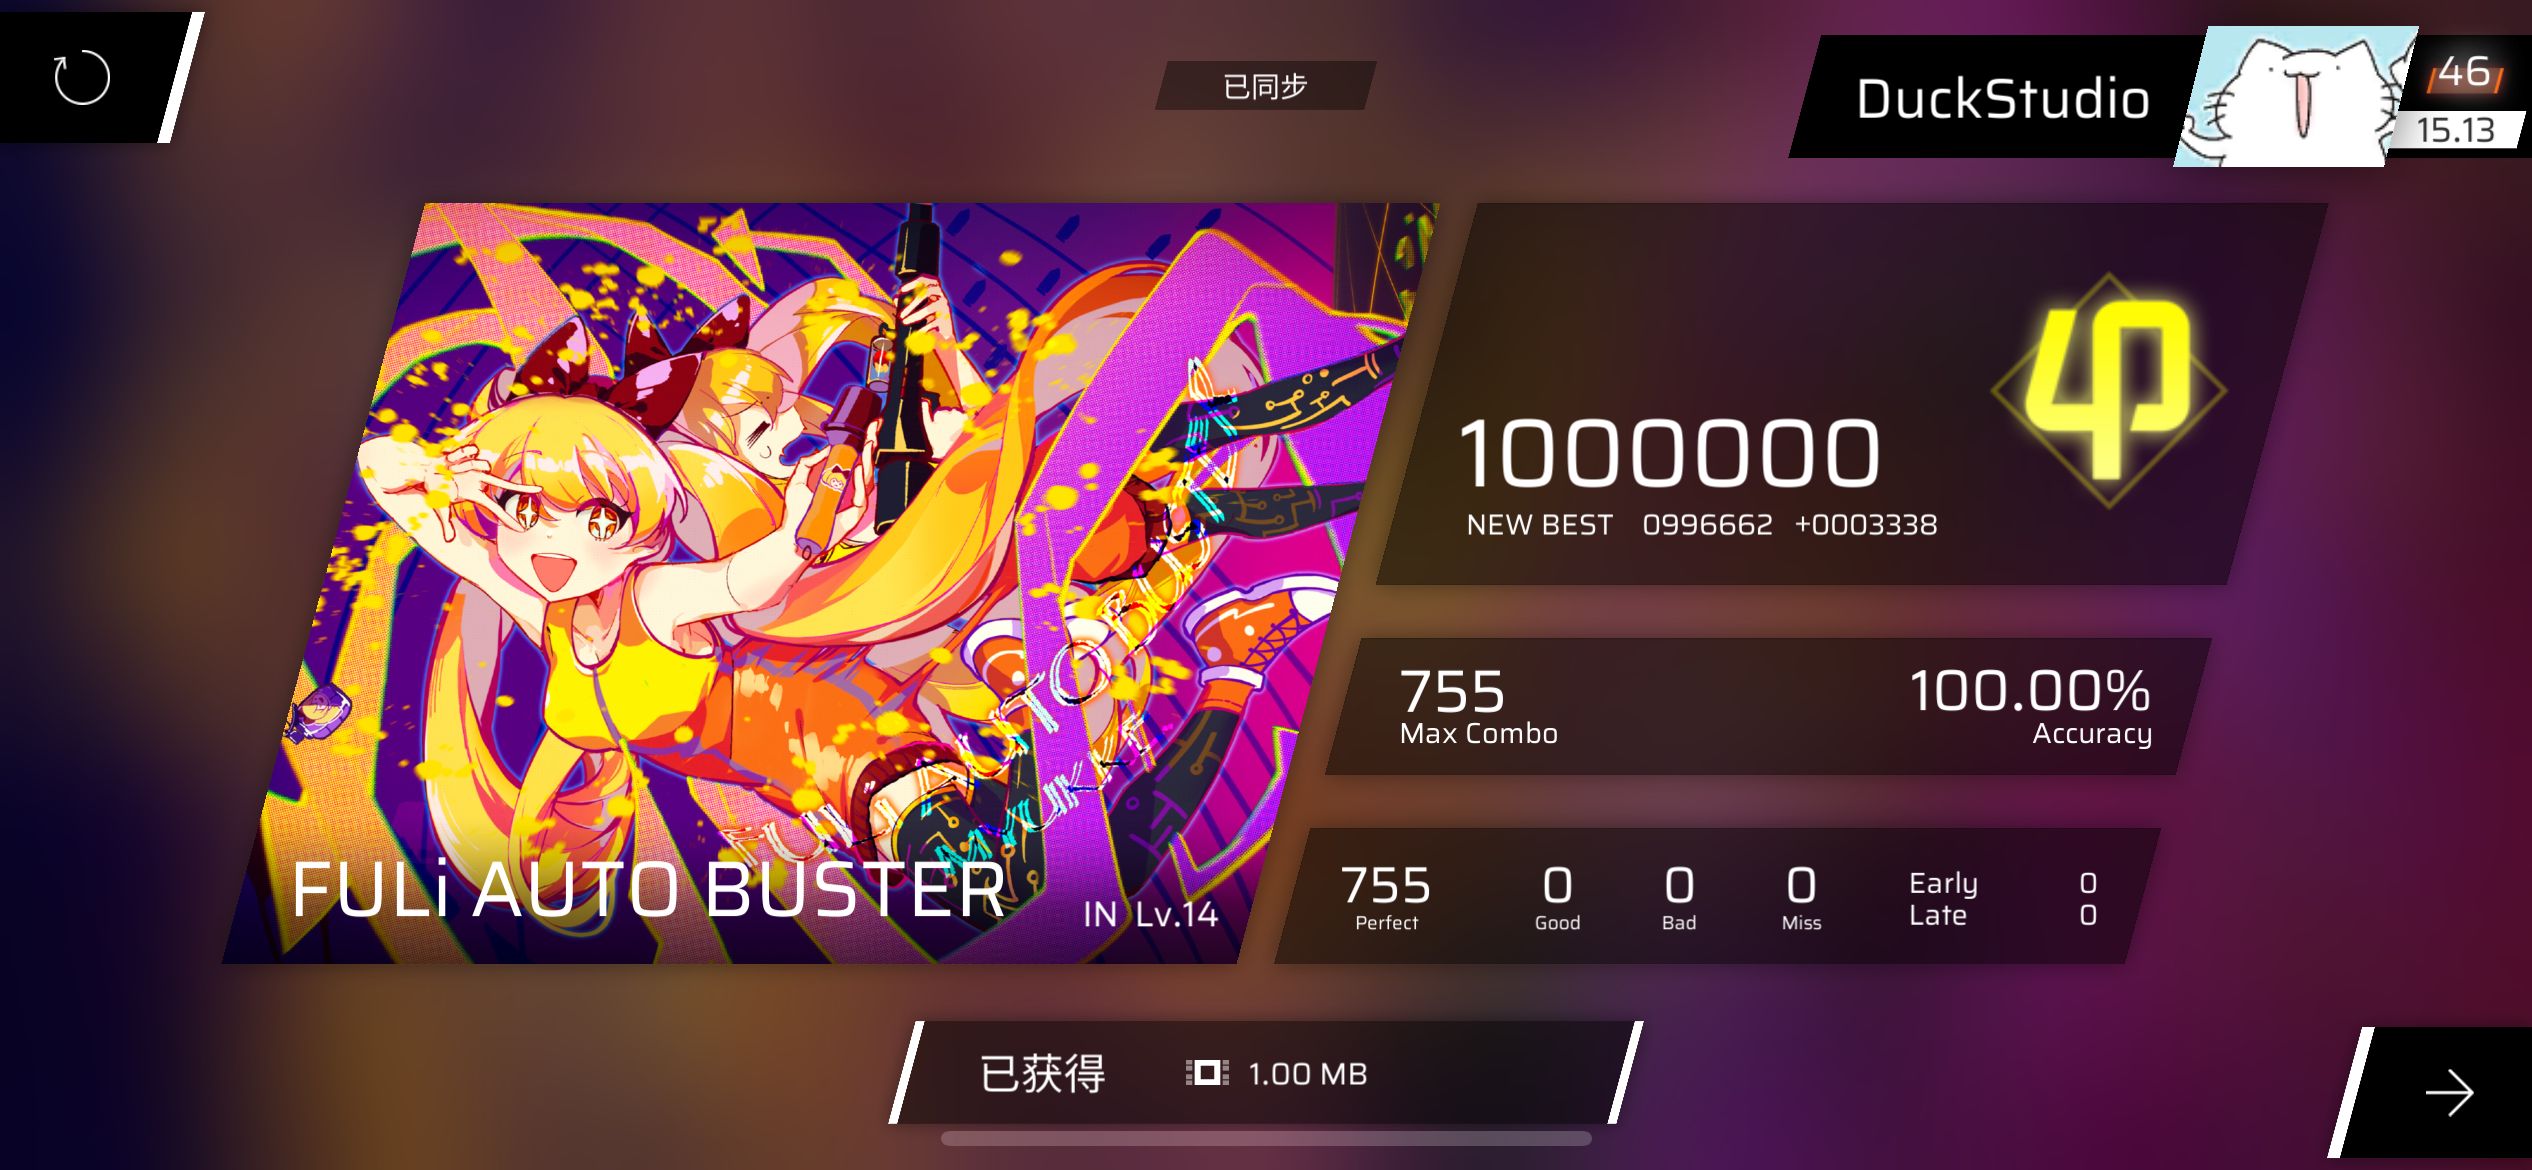 已同步
DuckStudio
46
15.13
1000000
NEW BEST 0996662 +0003338
755
Max Combo
100.00%
Accuracy
FULi AUTO BUSTER
IN Lv.14
755
Perfect
0
Good
0
Bad
0
Miss
Early 0
Late 0
已获得 1.00 MB